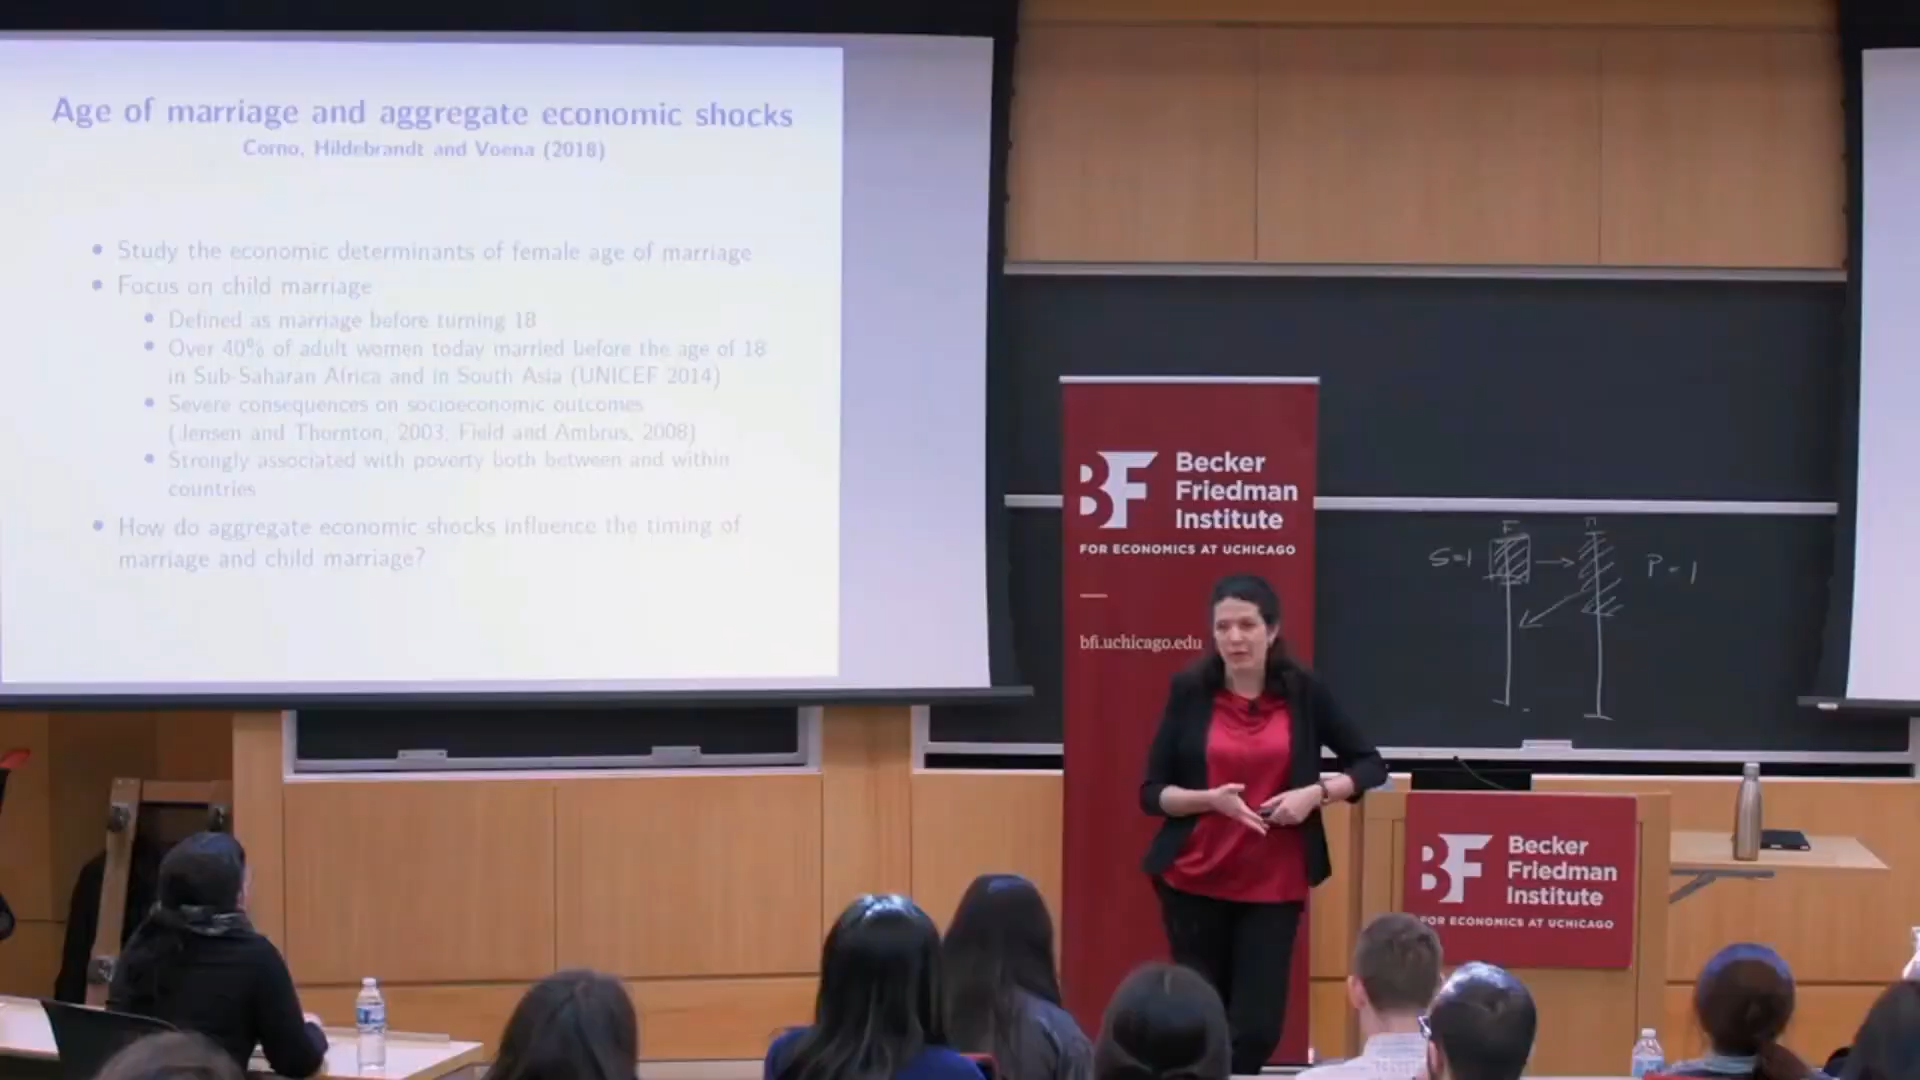 Age of marriage and aggregate economic shocks
Corno, Hildebrandt and Voena (2018)
• Study the economic determinants of female age of marriage
• Focus on child marriage
• Defined as marriage before turning 18
• Over 40% of adult women today married before the age of 18
in Sub-Saharan Africa and in South Asia (UNICEF 2014)
• Severe consequences on socioeconomic outcomes
(Jensen and Thornton, 2003; Field and Ambrus, 2008)
• Strongly associated with poverty both between and within
countries
• How do aggregate economic shocks influence the timing of
marriage and child marriage?
BF
Becker
Friedman
Institute
FOR ECONOMICS AT UCHICAGO
bfi.uchicago.edu
F
S=1
P=1
BF
Becker
Friedman
Institute
FOR ECONOMICS AT UCHICAGO